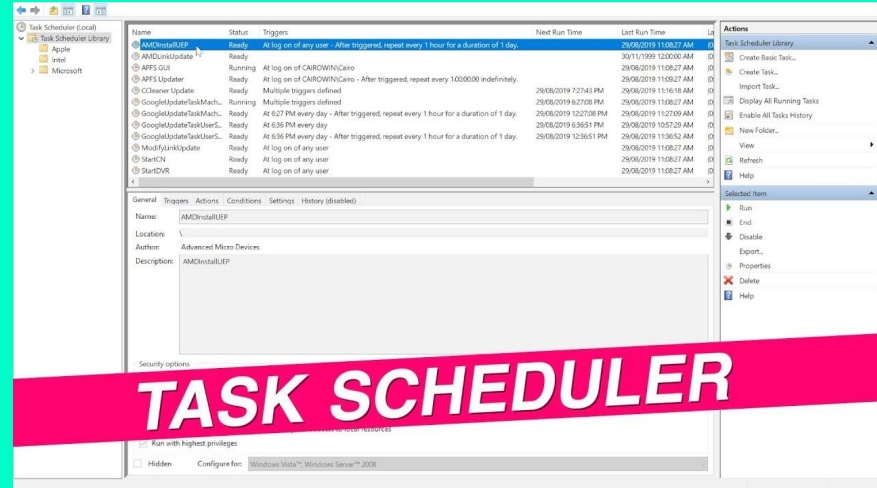 Task Scheduler (Local)
Task Scheduler Library
Apple
Intel
Microsoft
Name Status Triggers Next Run Time Last Run Time La
AMDInstallUEP Ready At log on of any user - After triggered, repeat every 1 hour for a duration of 1 day. 29/08/2019 11:08:27 AM (0
AMDLinkUpdate Ready 30/11/1999 12:00:00 AM (0
APFS GUI Running At log on of CAIROWIN\Cairo 29/08/2019 11:08:27 AM (0
APFS Updater Ready At log on of CAIROWIN\Cairo - After triggered, repeat every 1.00:00:00 indefinitely. 29/08/2019 11:09:27 AM (0
CCleaner Update Ready Multiple triggers defined 29/08/2019 7:27:43 PM 29/08/2019 11:16:18 AM (0
GoogleUpdateTaskMach... Running Multiple triggers defined 29/08/2019 6:27:08 PM 29/08/2019 11:08:27 AM (0
GoogleUpdateTaskMach... Ready At 6:27 PM every day - After triggered, repeat every 1 hour for a duration of 1 day. 29/08/2019 12:27:08 PM 29/08/2019 11:27:09 AM (0
GoogleUpdateTaskUserS... Ready At 6:36 PM every day 29/08/2019 6:36:51 PM 29/08/2019 10:57:29 AM (0
GoogleUpdateTaskUserS... Ready At 6:36 PM every day - After triggered, repeat every 1 hour for a duration of 1 day. 29/08/2019 12:36:51 PM 29/08/2019 11:36:52 AM (0
ModifyLinkUpdate Ready At log on of any user 29/08/2019 11:08:27 AM (0
StartCN Ready At log on of any user 29/08/2019 11:08:27 AM (0
StartDVR Ready At log on of any user 29/08/2019 11:08:27 AM (0
General Triggers Actions Conditions Settings History (disabled)
Name: AMDInstallUEP
Location: \
Author: Advanced Micro Devices
Description: AMDInstallUEP
Security options
TASK SCHEDULER
local resources
Run with highest privileges
Hidden Configure for: Windows Vista™, Windows Server™ 2008
Actions
Task Scheduler Library
Create Basic Task...
Create Task...
Import Task...
Display All Running Tasks
Enable All Tasks History
New Folder...
View
Refresh
Help
Selected Item
Run
End
Disable
Export...
Properties
Delete
Help